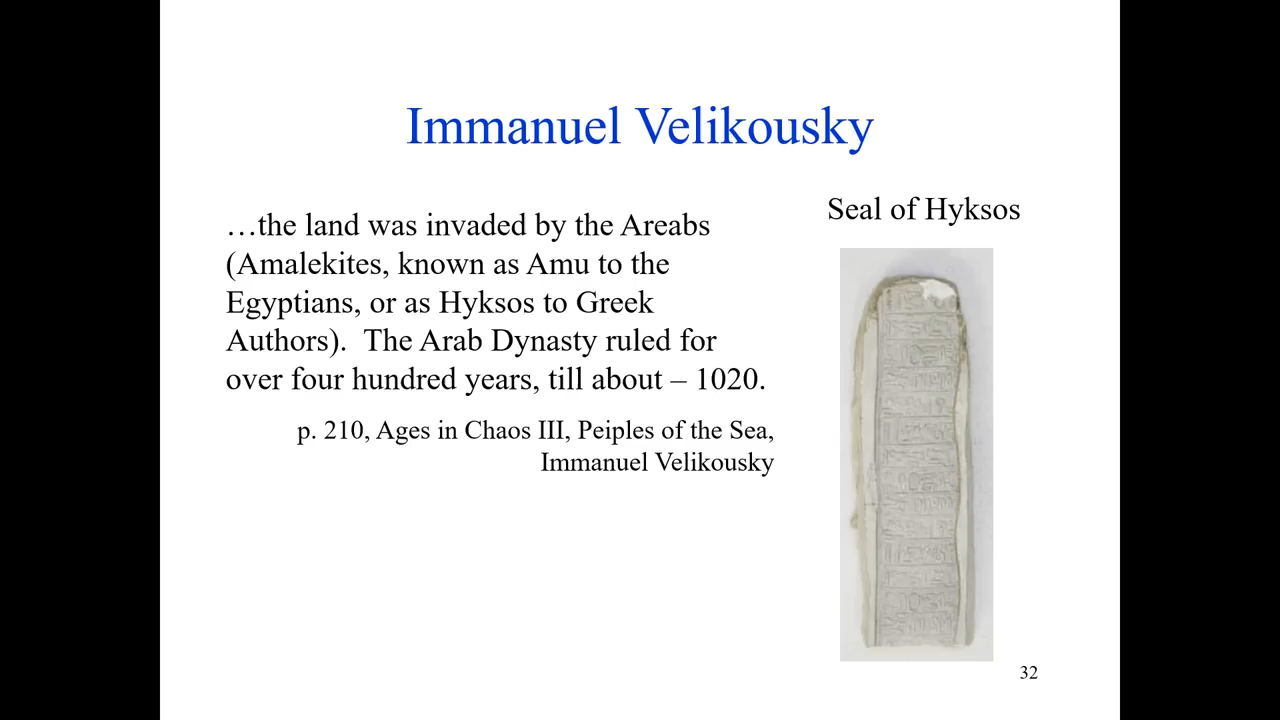 Immanuel Velikousky
Seal of Hyksos
…the land was invaded by the Areabs
(Amalekites, known as Amu to the
Egyptians, or as Hyksos to Greek
Authors).  The Arab Dynasty ruled for
over four hundred years, till about – 1020.
p. 210, Ages in Chaos III, Peiples of the Sea,
Immanuel Velikousky
32